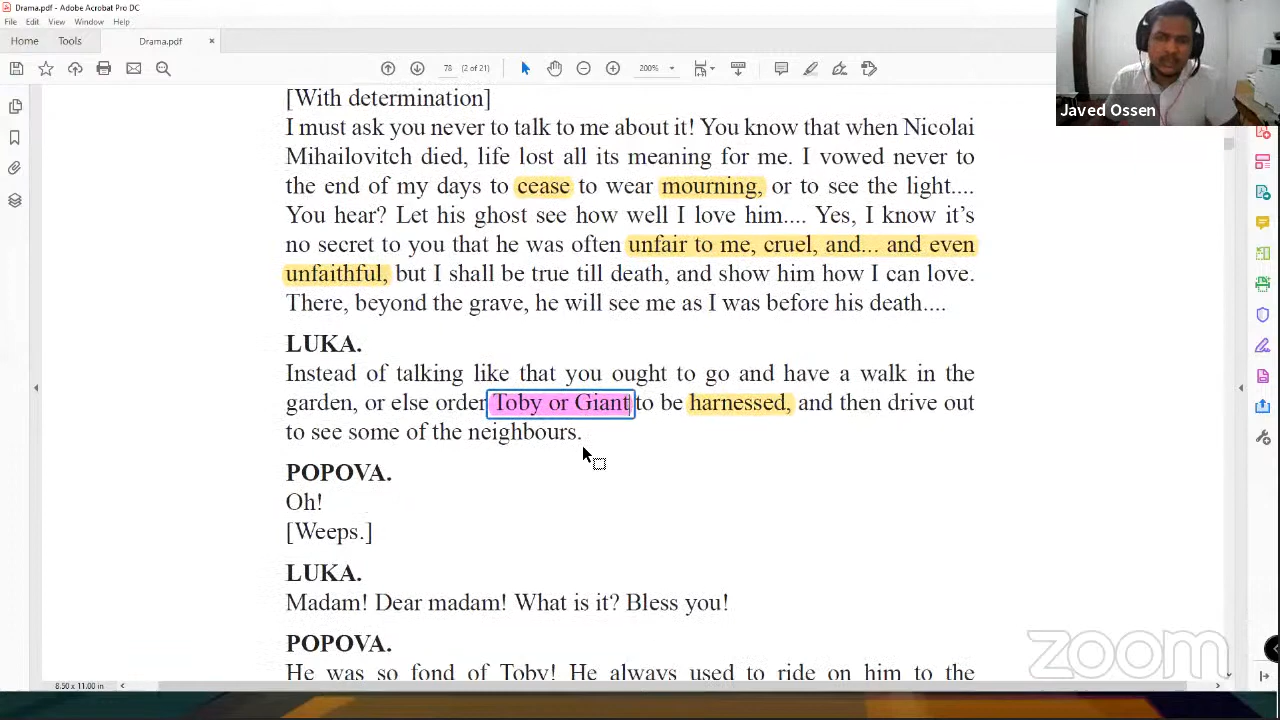 Drama.pdf - Adobe Acrobat Pro DC
File Edit View Window Help
Home Tools Drama.pdf ×
78 (2 of 21) 200%
[With determination]
I must ask you never to talk to me about it! You know that when Nicolai
Mihailovitch died, life lost all its meaning for me. I vowed never to
the end of my days to cease to wear mourning, or to see the light....
You hear? Let his ghost see how well I love him.... Yes, I know it's
no secret to you that he was often unfair to me, cruel, and... and even
unfaithful, but I shall be true till death, and show him how I can love.
There, beyond the grave, he will see me as I was before his death....
LUKA.
Instead of talking like that you ought to go and have a walk in the
garden, or else order Toby or Giant to be harnessed, and then drive out
to see some of the neighbours.
POPOVA.
Oh!
[Weeps.]
LUKA.
Madam! Dear madam! What is it? Bless you!
POPOVA.
He was so fond of Toby! He always used to ride on him to the
8.50 x 11.00 in
Javed Ossen
zoom